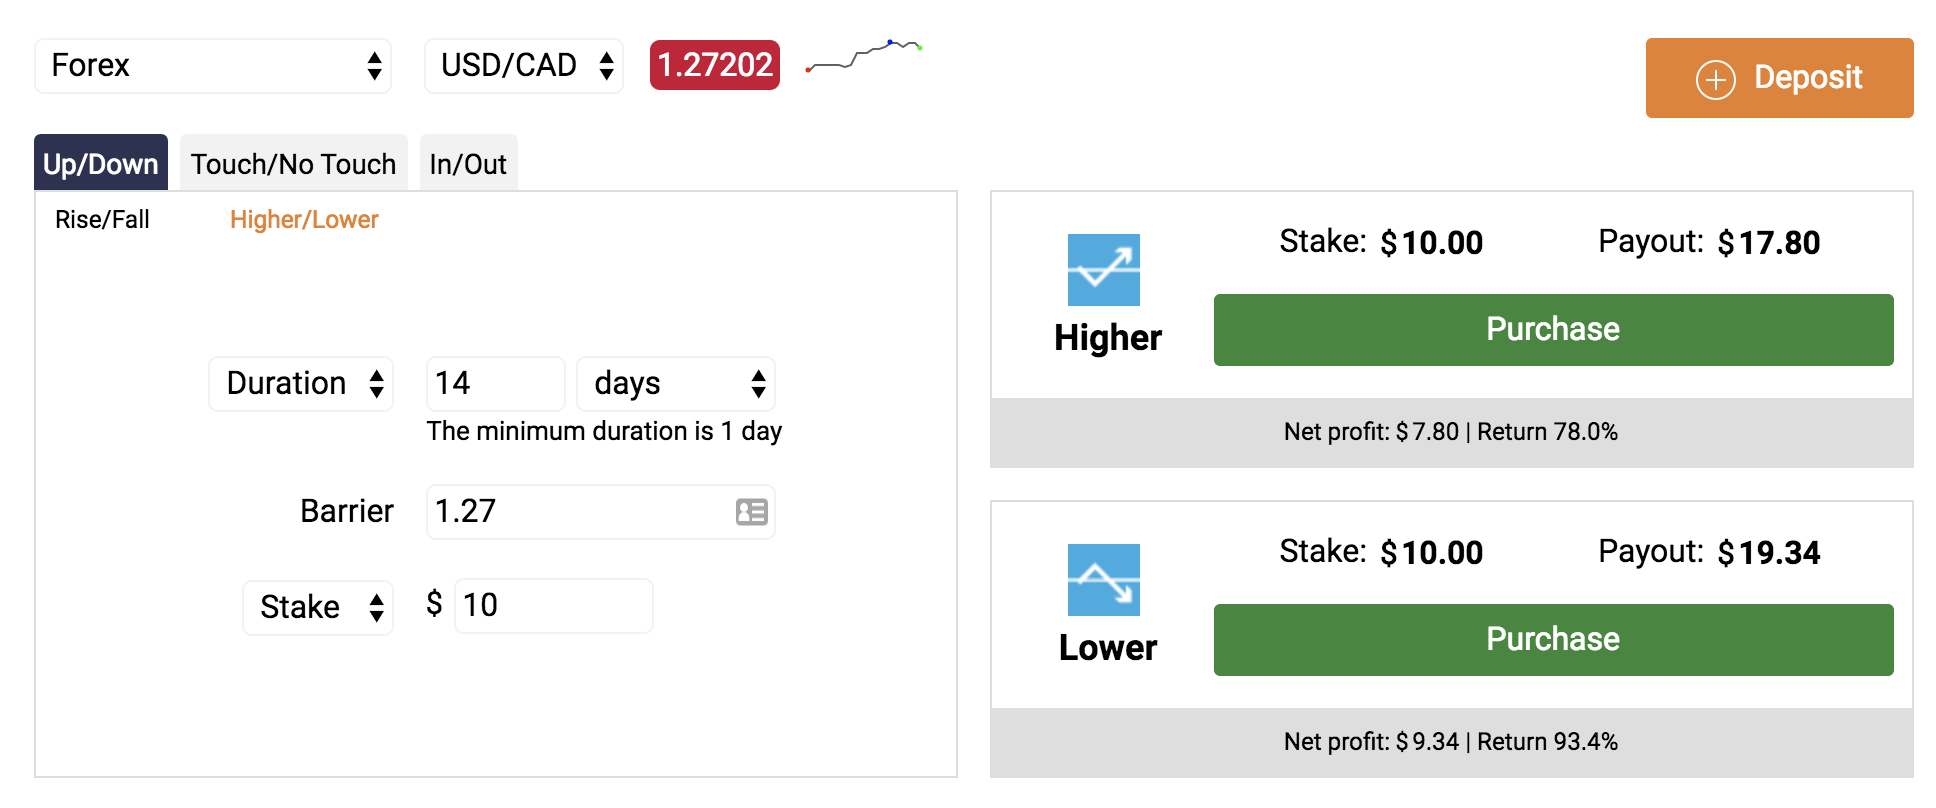 Forex USD/CAD 1.27202
Deposit
Up/Down Touch/No Touch In/Out
Rise/Fall Higher/Lower
Duration 14 days
The minimum duration is 1 day
Barrier 1.27
Stake $ 10
Stake: $10.00 Payout: $17.80
Higher
Purchase
Net profit: $7.80 | Return 78.0%
Stake: $10.00 Payout: $19.34
Lower
Purchase
Net profit: $9.34 | Return 93.4%